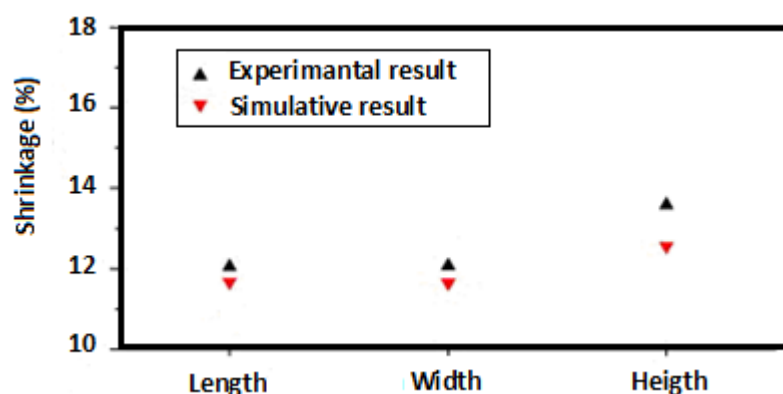 18
16
14
12
10
Shrinkage (%)
Experimantal result
Simulative result
Length
Width
Heigth